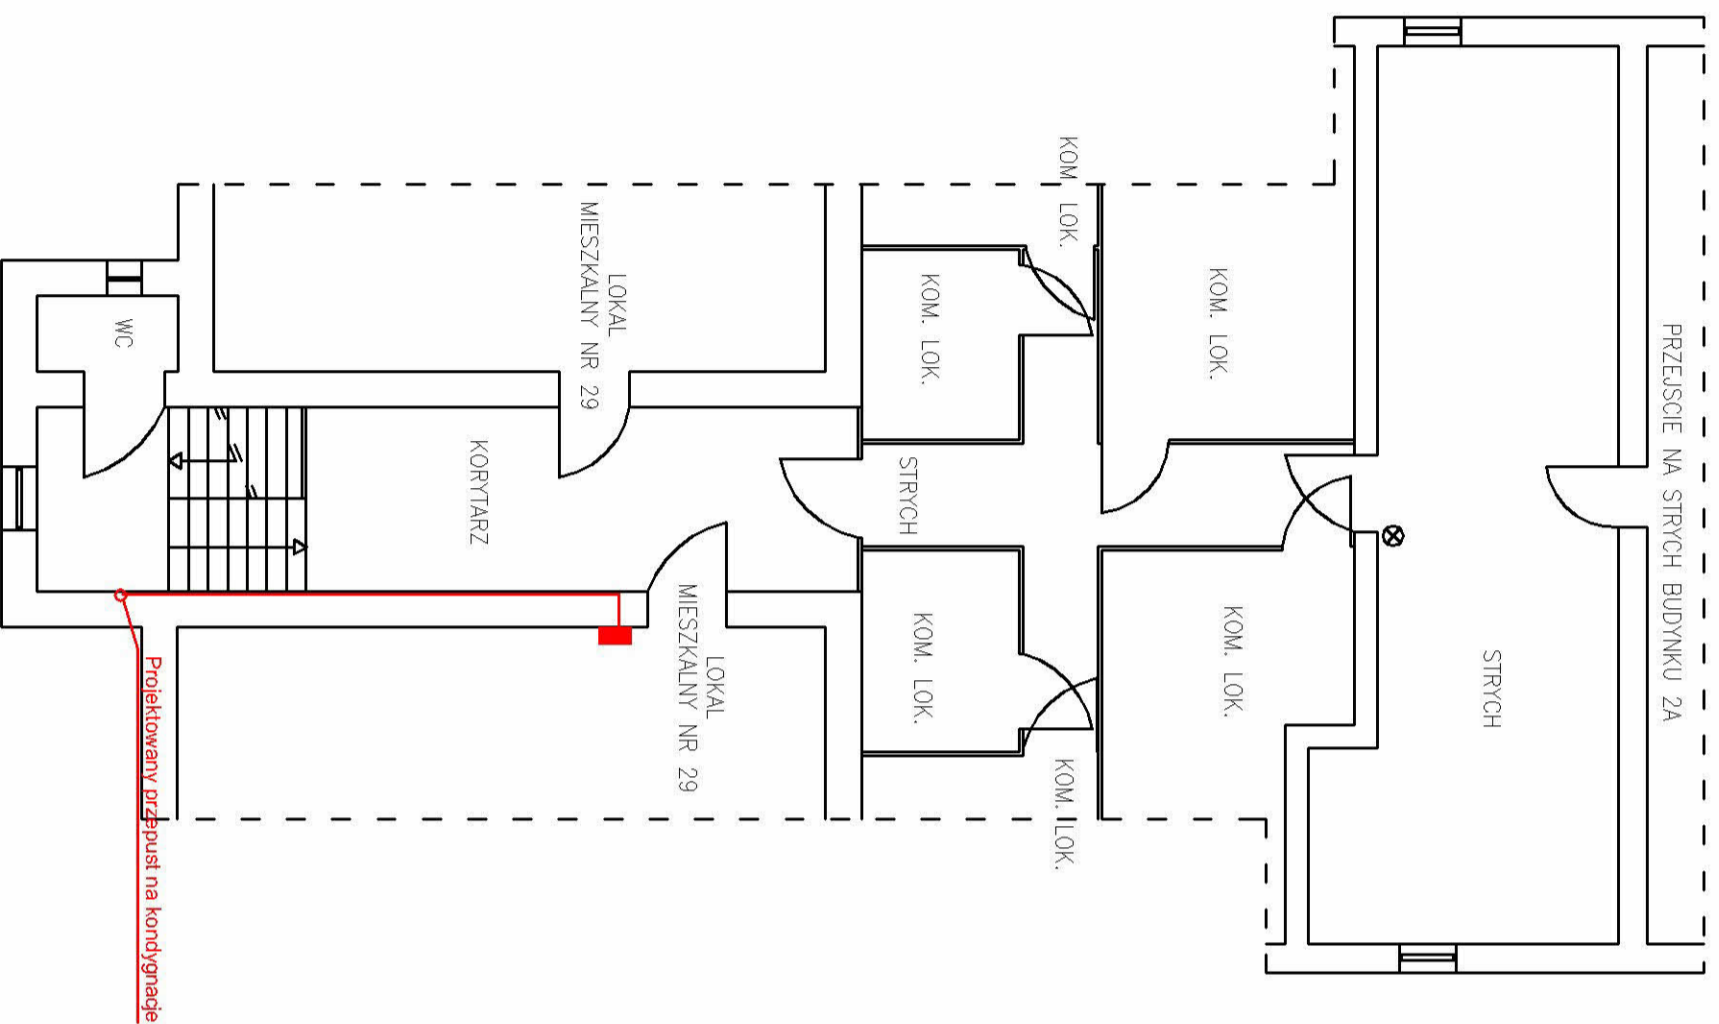 PRZEJSCIE NA STRYCH BUDYNKU 2A
STRYCH
KOM. LOK.
KOM. LOK.
KOM LOK.
KOM. LOK.
KOM. LOK.
KOM. LOK.
STRYCH
LOKAL
MIESZKALNY NR 29
LOKAL
MIESZKALNY NR 29
KORYTARZ
WC
Projektowany przepust na kondygnacje